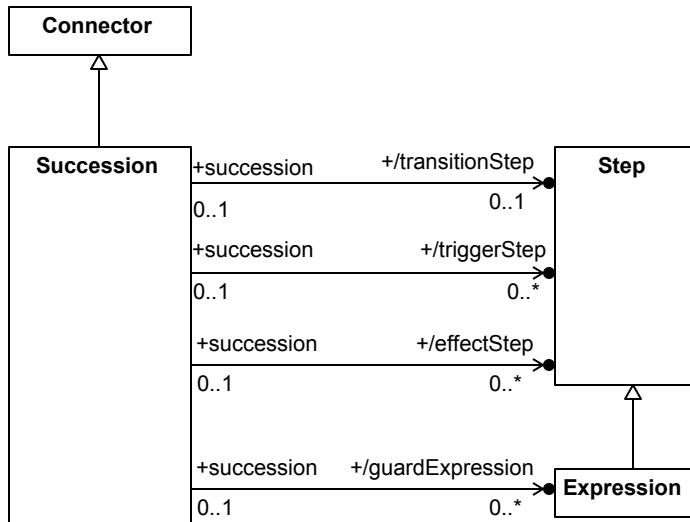 Connector
Succession
Step
+succession
+/transitionStep
0..1
0..1
+succession
+/triggerStep
0..1
0..*
+succession
+/effectStep
0..1
0..*
+succession
+/guardExpression
0..1
0..*
Expression